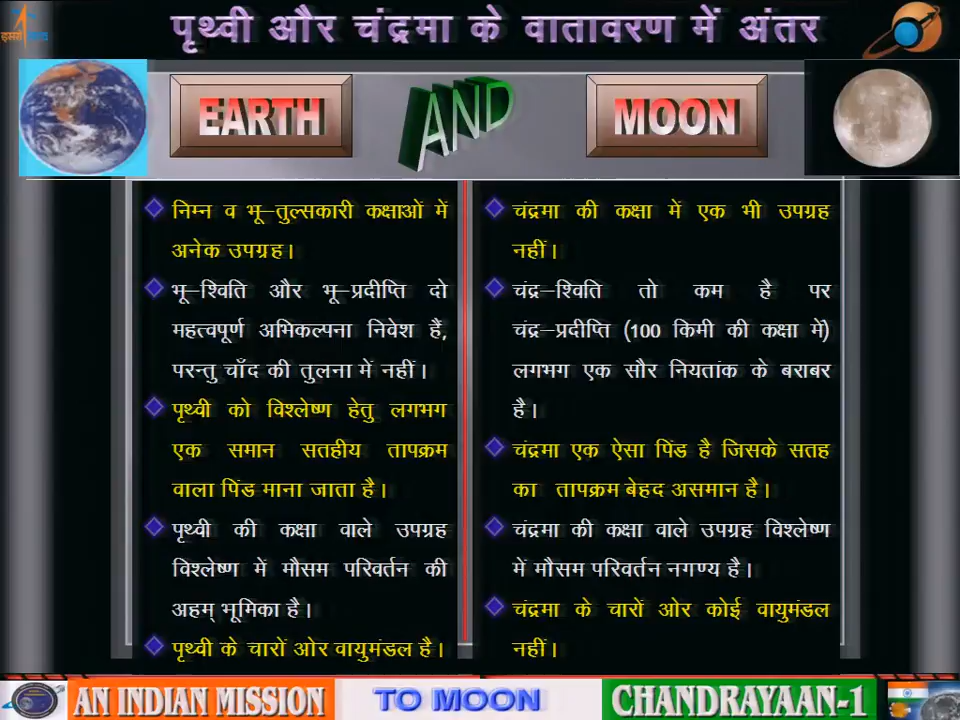 पृथ्वी और चंद्रमा के वातावरण में अंतर
EARTH
AND
MOON
निम्न व भू–तुल्सकारी कक्षाओं में
अनेक उपग्रह।
भू–श्विति और भू–प्रदीप्ति दो
महत्वपूर्ण अभिकल्पना निवेश हैं,
परन्तु चाँद की तुलना में नहीं।
पृथ्वी को विश्लेष्ण हेतु लगभग
एक समान सतहीय तापक्रम
वाला पिंड माना जाता है।
पृथ्वी की कक्षा वाले उपग्रह
विश्लेष्ण में मौसम परिवर्तन की
अहम् भूमिका है।
पृथ्वी के चारों ओर वायुमंडल है।
चंद्रमा की कक्षा में एक भी उपग्रह
नहीं।
चंद्र–श्विति तो कम है पर
चंद्र–प्रदीप्ति (100 किमी की कक्षा में)
लगभग एक सौर नियतांक के बराबर
है।
चंद्रमा एक ऐसा पिंड है जिसके सतह
का तापक्रम बेहद असमान है।
चंद्रमा की कक्षा वाले उपग्रह विश्लेष्ण
में मौसम परिवर्तन नगण्य है।
चंद्रमा के चारों ओर कोई वायुमंडल
नहीं।
AN INDIAN MISSION
TO MOON
CHANDRAYAAN-1